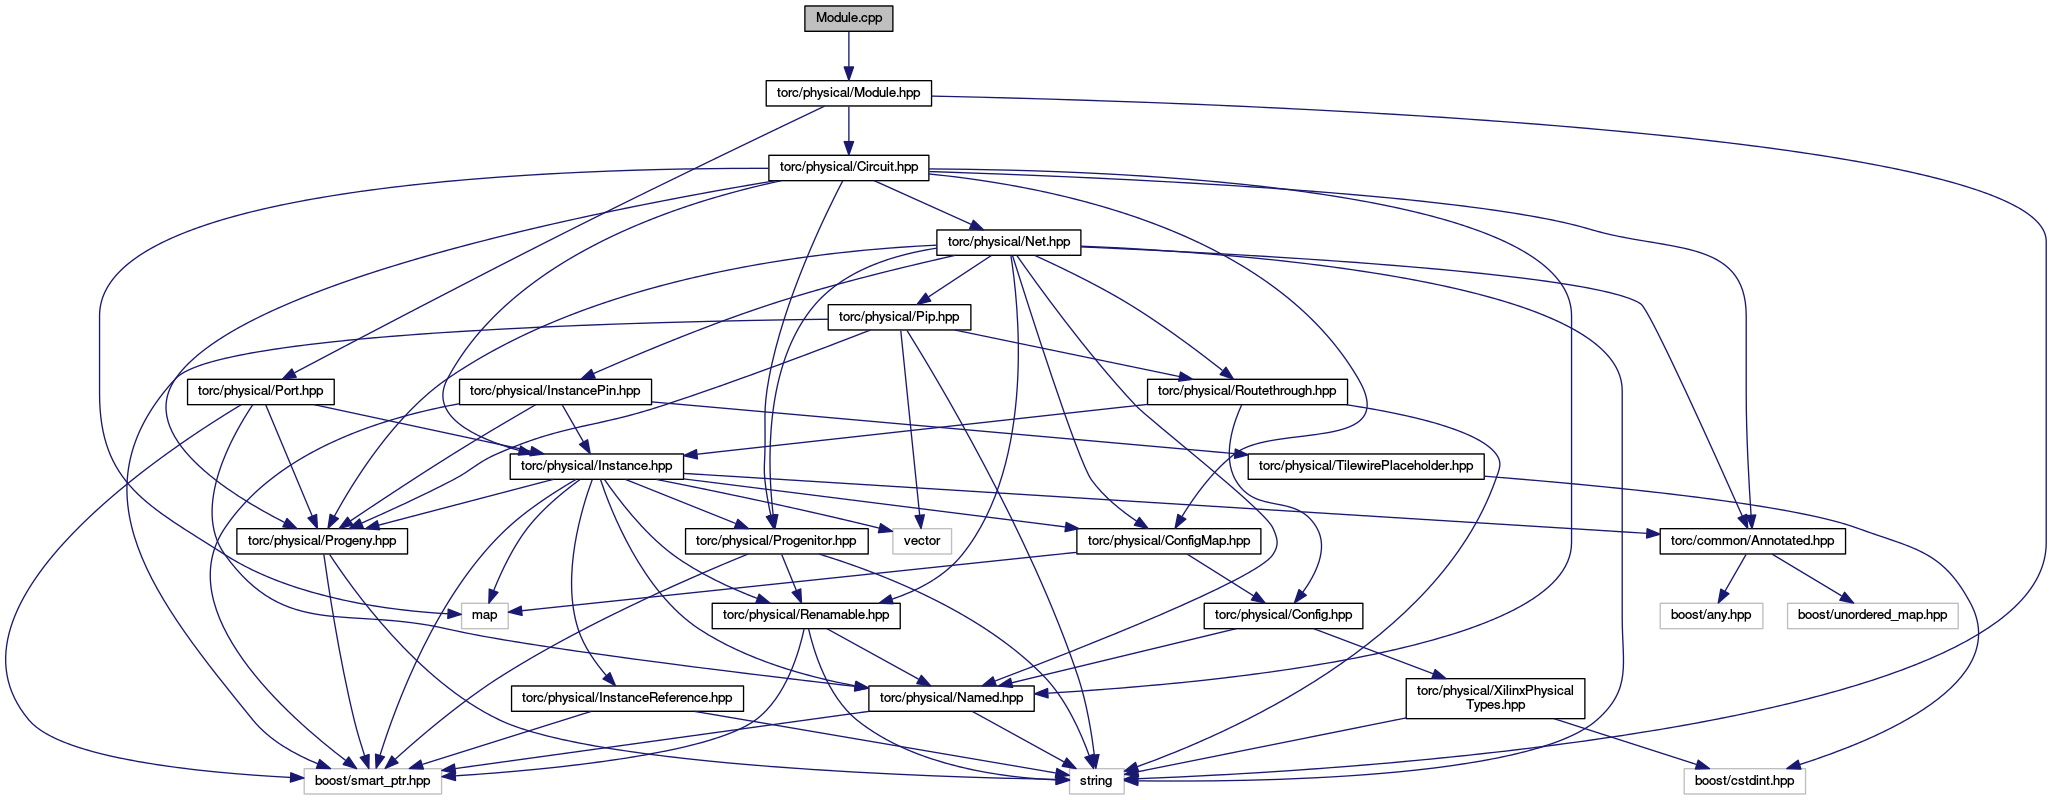 Module.cpp
torc/physical/Module.hpp
torc/physical/Circuit.hpp
torc/physical/Net.hpp
torc/physical/Pip.hpp
torc/physical/Port.hpp
torc/physical/InstancePin.hpp
torc/physical/Routethrough.hpp
torc/physical/Instance.hpp
torc/physical/TilewirePlaceholder.hpp
torc/physical/Progeny.hpp
torc/physical/Progenitor.hpp
vector
torc/physical/ConfigMap.hpp
torc/common/Annotated.hpp
map
torc/physical/Renamable.hpp
torc/physical/Config.hpp
boost/any.hpp
boost/unordered_map.hpp
torc/physical/InstanceReference.hpp
torc/physical/Named.hpp
torc/physical/XilinxPhysical
Types.hpp
boost/smart_ptr.hpp
string
boost/cstdint.hpp